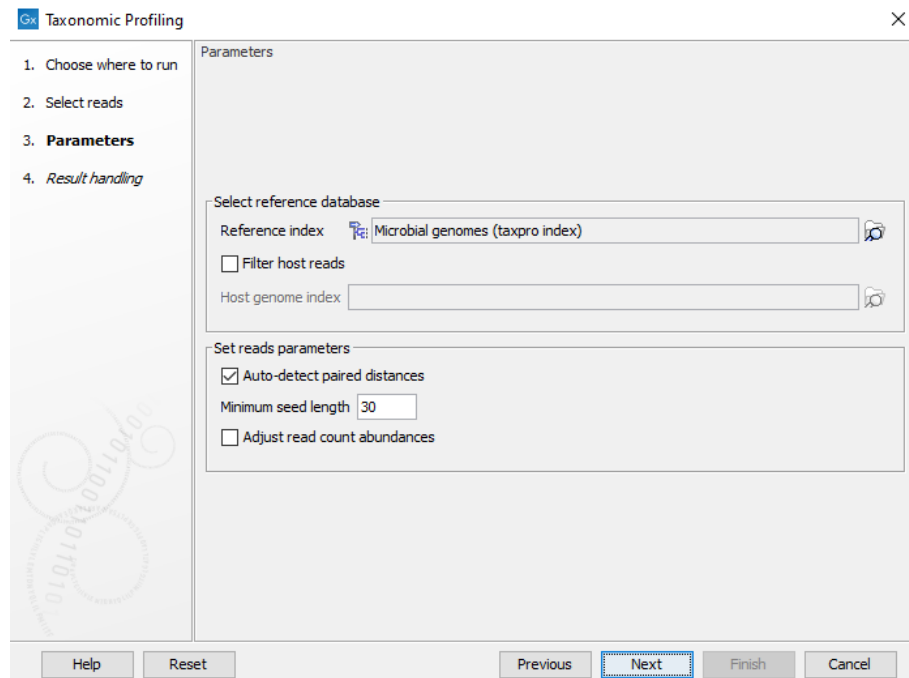 Gx Taxonomic Profiling
1. Choose where to run
2. Select reads
3. Parameters
4. Result handling
Parameters
Select reference database
Reference index Microbial genomes (taxpro index)
Filter host reads
Host genome index
Set reads parameters
Auto-detect paired distances
Minimum seed length 30
Adjust read count abundances
Help Reset Previous Next Finish Cancel